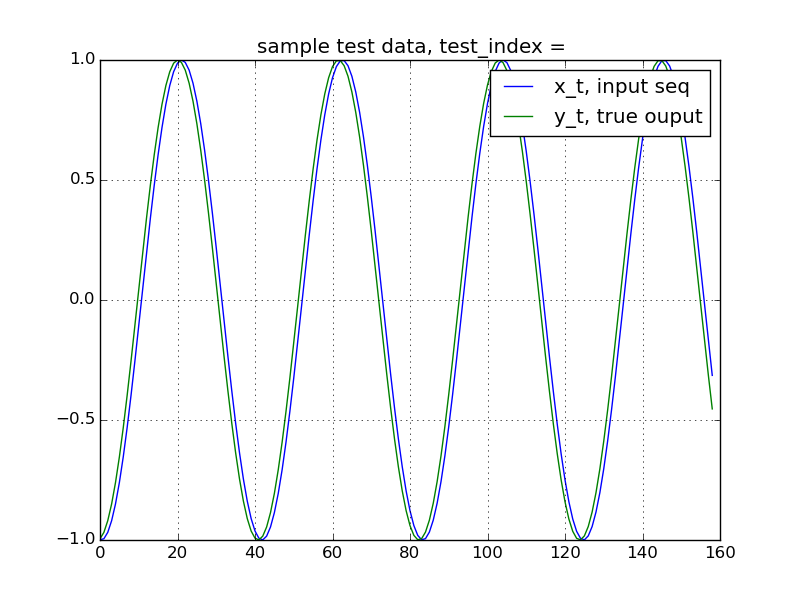 sample test data, test_index =
1.0
0.5
0.0
−0.5
−1.0
x_t, input seq
y_t, true ouput
0 20 40 60 80 100 120 140 160